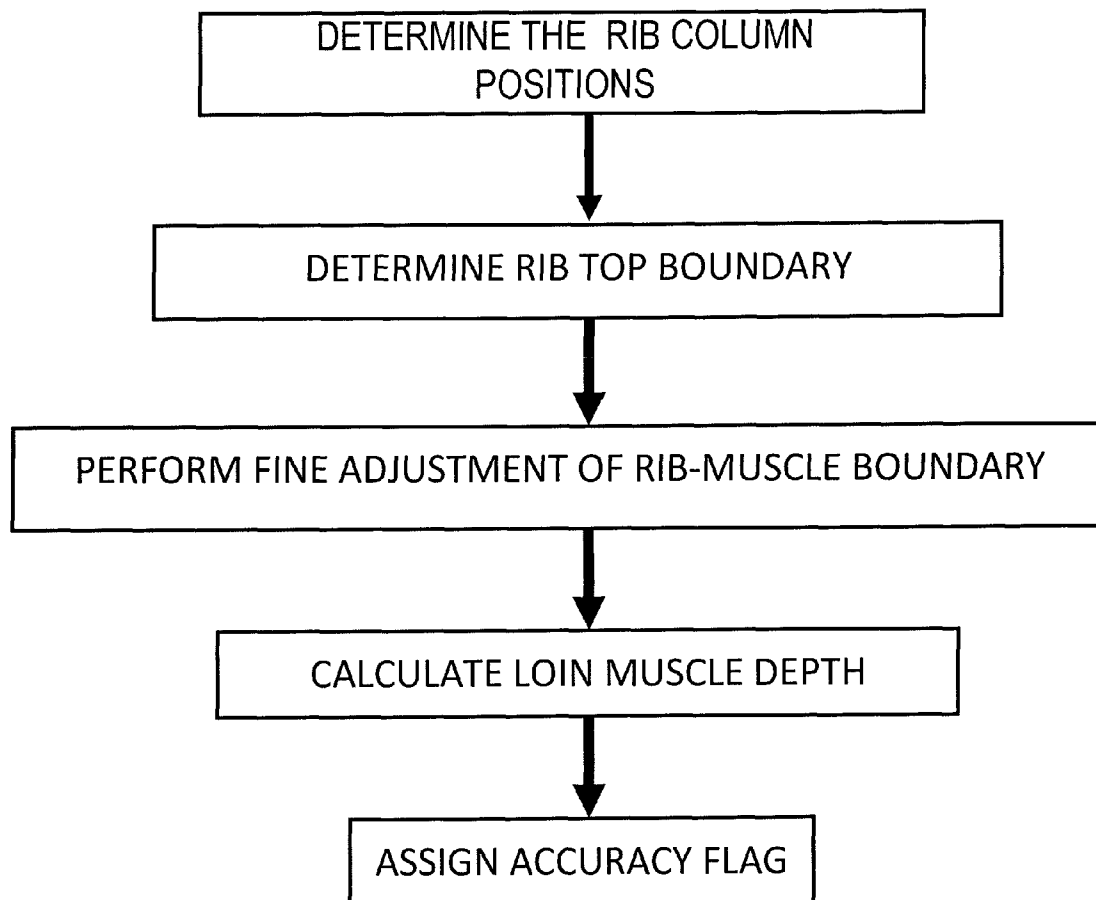 DETERMINE THE RIB COLUMN
POSITIONS
DETERMINE RIB TOP BOUNDARY
PERFORM FINE ADJUSTMENT OF RIB-MUSCLE BOUNDARY
CALCULATE LOIN MUSCLE DEPTH
ASSIGN ACCURACY FLAG